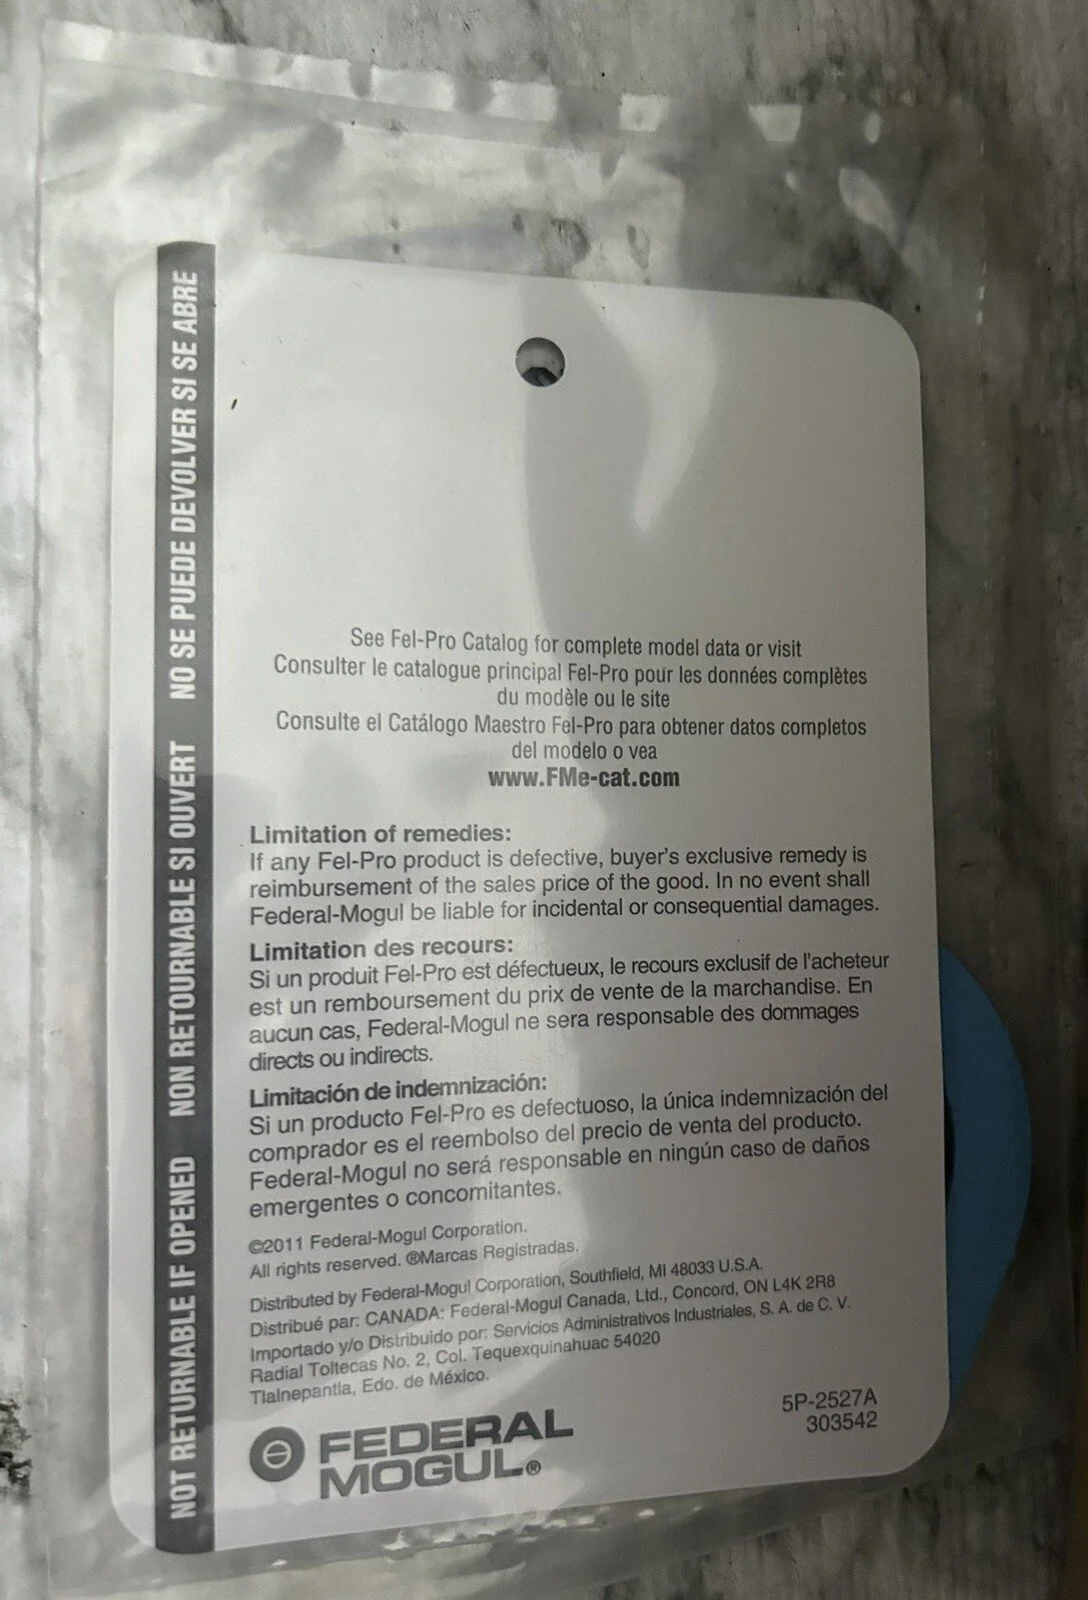 NOT RETURNABLE IF OPENED NON RETOURNABLE SI OUVERT NO SE PUEDE DEVOLVER SI SE ABRE
See Fel-Pro Catalog for complete model data or visit
Consulter le catalogue principal Fel-Pro pour les données complètes
du modèle ou le site
Consulte el Catálogo Maestro Fel-Pro para obtener datos completos
del modelo o vea
www.FMe-cat.com
Limitation of remedies:
If any Fel-Pro product is defective, buyer's exclusive remedy is
reimbursement of the sales price of the good. In no event shall
Federal-Mogul be liable for incidental or consequential damages.
Limitation des recours:
Si un produit Fel-Pro est défectueux, le recours exclusif de l'acheteur
est un remboursement du prix de vente de la marchandise. En
aucun cas, Federal-Mogul ne sera responsable des dommages
directs ou indirects.
Limitación de indemnización:
Si un producto Fel-Pro es defectuoso, la única indemnización del
comprador es el reembolso del precio de venta del producto.
Federal-Mogul no será responsable en ningún caso de daños
emergentes o concomitantes.
©2011 Federal-Mogul Corporation.
All rights reserved. ®Marcas Registradas.
Distributed by Federal-Mogul Corporation, Southfield, MI 48033 U.S.A.
Distribué par: CANADA: Federal-Mogul Canada, Ltd., Concord, ON L4K 2R8
Importado y/o Distribuido por: Servicios Administrativos Industriales, S. A. de C. V.
Radial Toltecas No. 2, Col. Tequexquinahuac 54020
Tlalnepantla, Edo. de México.
FEDERAL
MOGUL®
5P-2527A
303542